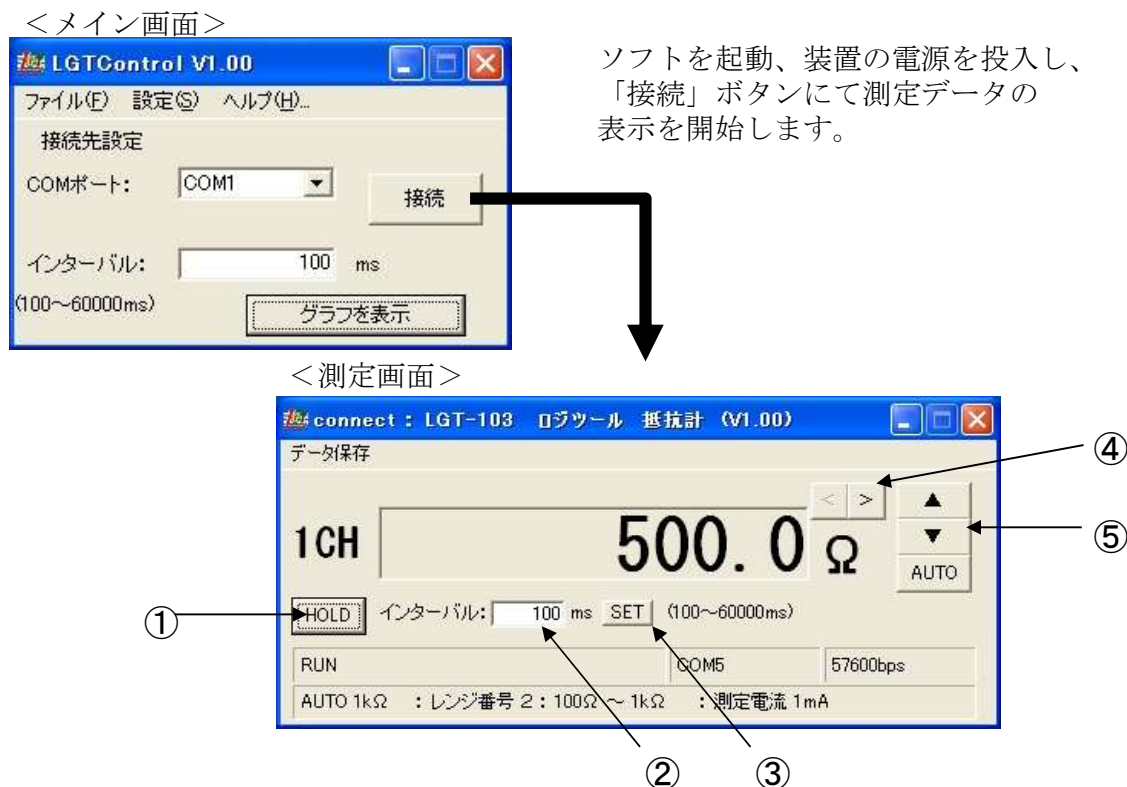 ＜メイン画面＞
LGTControl V1.00
ファイル(F) 設定(S) ヘルプ(H)...
接続先設定
COMポート: COM1
接続
インターバル: 100 ms
(100～60000ms)
グラフを表示
ソフトを起動、装置の電源を投入し、
「接続」ボタンにて測定データの
表示を開始します。
＜測定画面＞
connect : LGT-103 ロジツール 抵抗計 (V1.00)
データ保存
< >
④
1CH 500.0 Ω
▲
▼
AUTO
⑤
①
HOLD インターバル: 100 ms SET (100～60000ms)
RUN COM5 57600bps
AUTO 1kΩ : レンジ番号 2 : 100Ω ～ 1kΩ : 測定電流 1mA
② ③